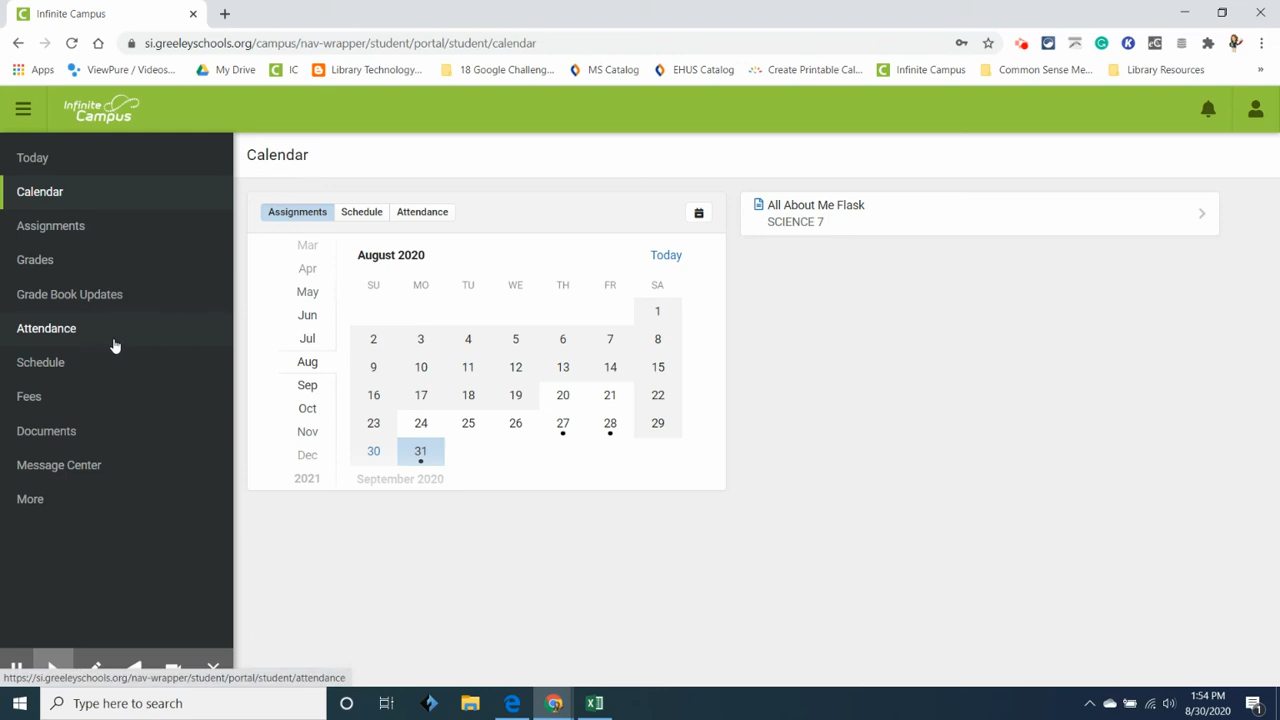 Infinite Campus
si.greeleyschools.org/campus/nav-wrapper/student/portal/student/calendar
Apps ViewPure / Videos... My Drive IC Library Technology... 18 Google Challeng... MS Catalog EHUS Catalog Create Printable Cal... Infinite Campus Common Sense Me... Library Resources »
Infinite Campus
Today
Calendar
Assignments
Grades
Grade Book Updates
Attendance
Schedule
Fees
Documents
Message Center
More
Calendar
Assignments Schedule Attendance
Mar
Apr
May
Jun
Jul
Aug
Sep
Oct
Nov
Dec
2021
August 2020 Today
SU MO TU WE TH FR SA
1
2 3 4 5 6 7 8
9 10 11 12 13 14 15
16 17 18 19 20 21 22
23 24 25 26 27 28 29
30 31
September 2020
All About Me Flask
SCIENCE 7
https://si.greeleyschools.org/nav-wrapper/student/portal/student/attendance
Type here to search
1:54 PM
8/30/2020
1